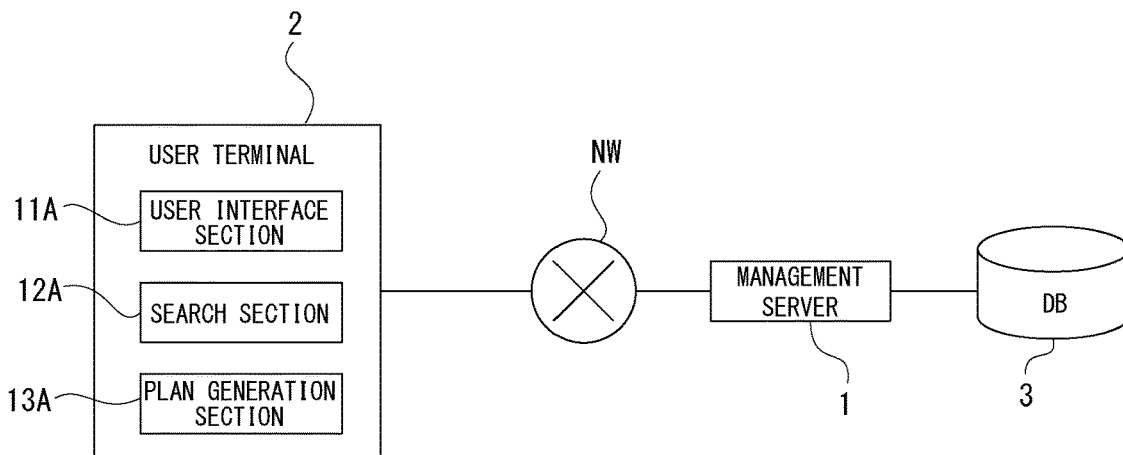 2
USER TERMINAL
NW
11A
USER INTERFACE
SECTION
12A
SEARCH SECTION
MANAGEMENT
SERVER
DB
13A
PLAN GENERATION
SECTION
1
3